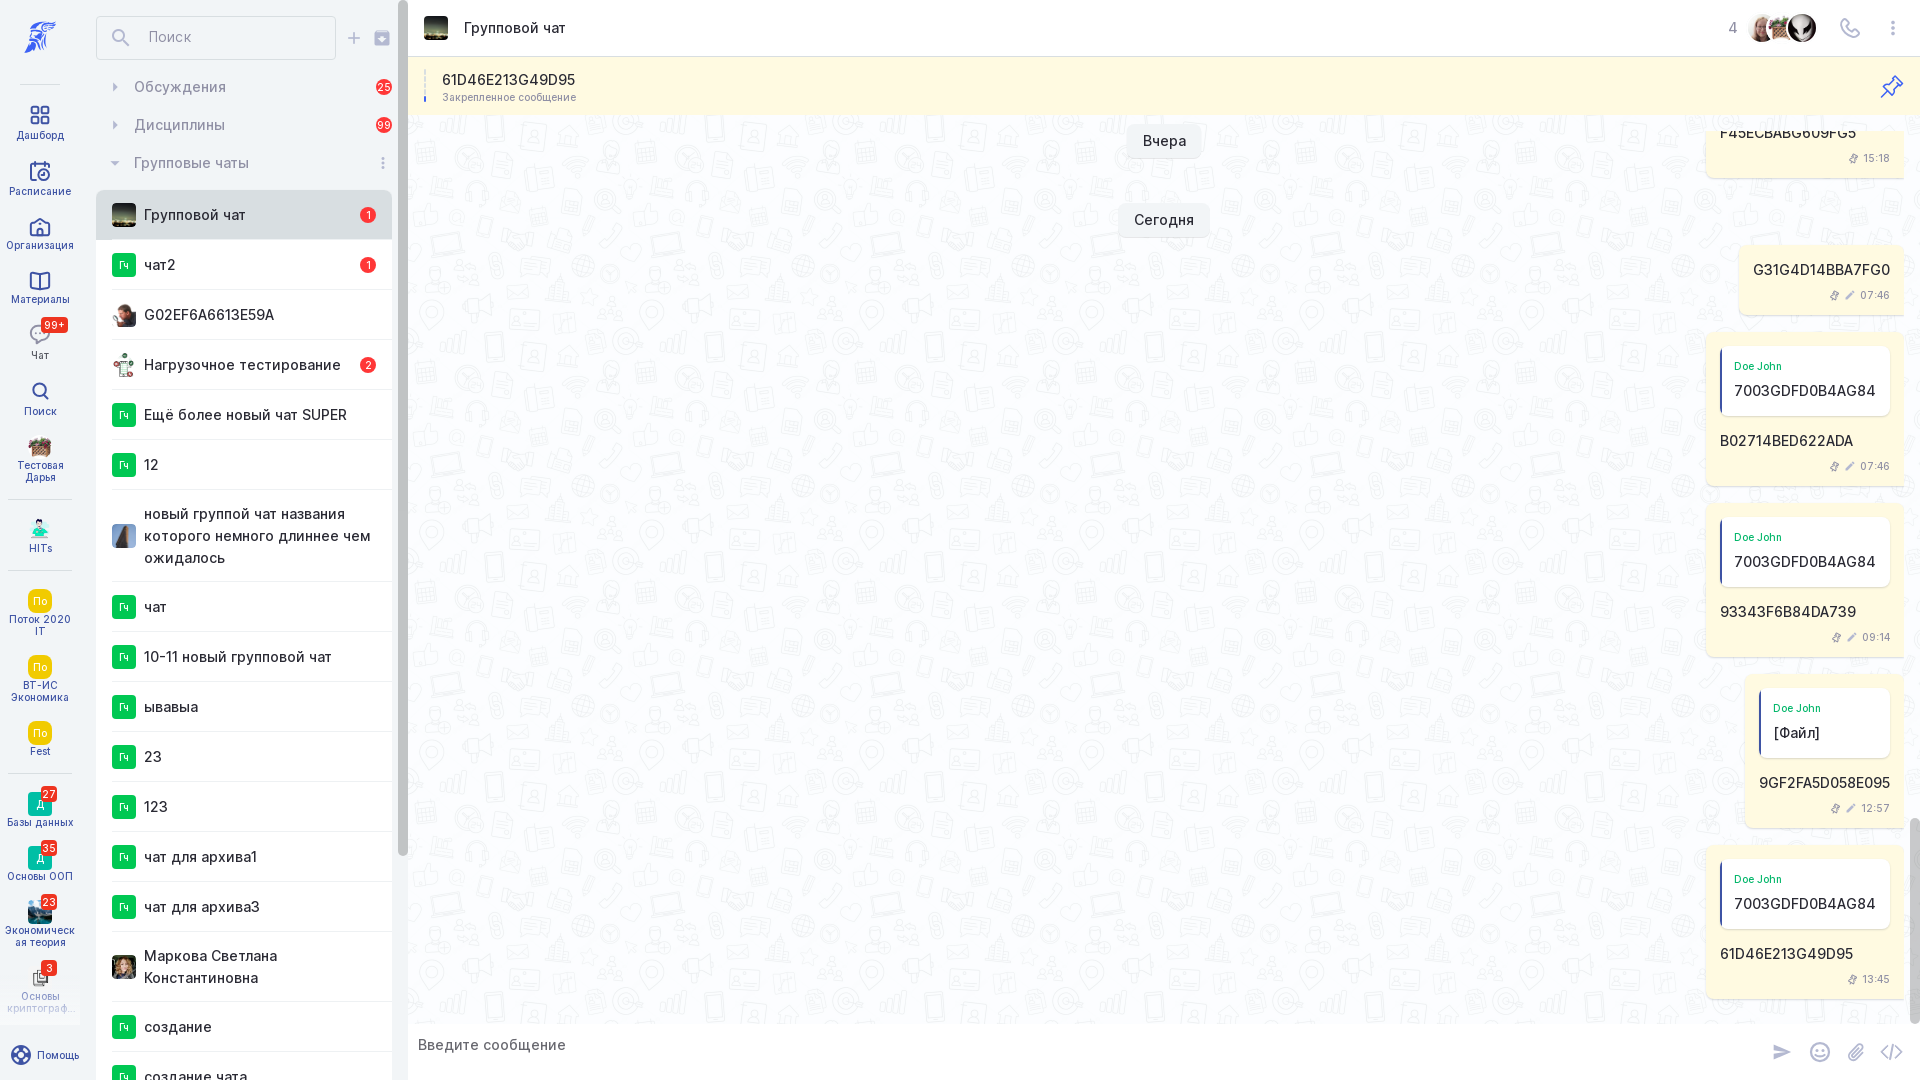 Дашборд
Расписание
Организация
Материалы
99+
Чат
Поиск
Тестовая
Дарья
HITs
По
Поток 2020
IT
По
ВТ-ИС
Экономика
По
Fest
27
Д
Базы данных
35
Д
Основы ООП
23
Экономическ
ая теория
3
Основы
криптограф...
Помощь
Поиск
Обсуждения
25
Дисциплины
99
Групповые чаты
Групповой чат
1
Гч
чат2
1
G02EF6A6613E59A
Нагрузочное тестирование
2
Гч
Ещё более новый чат SUPER
Гч
12
новый группой чат названия
которого немного длиннее чем
ожидалось
Гч
чат
Гч
10-11 новый групповой чат
Гч
ывавыа
Гч
23
Гч
123
Гч
чат для архива1
Гч
чат для архива3
Маркова Светлана
Константиновна
Гч
создание
Гч
создание чата
Групповой чат
4
61D46E213G49D95
Закрепленное сообщение
Вчера
F45ECBABG609FG5
15:18
Сегодня
G31G4D14BBA7FG0
07:46
Doe John
7003GDFD0B4AG84
B02714BED622ADA
07:46
Doe John
7003GDFD0B4AG84
93343F6B84DA739
09:14
Doe John
[Файл]
9GF2FA5D058E095
12:57
Doe John
7003GDFD0B4AG84
61D46E213G49D95
13:45
Введите сообщение